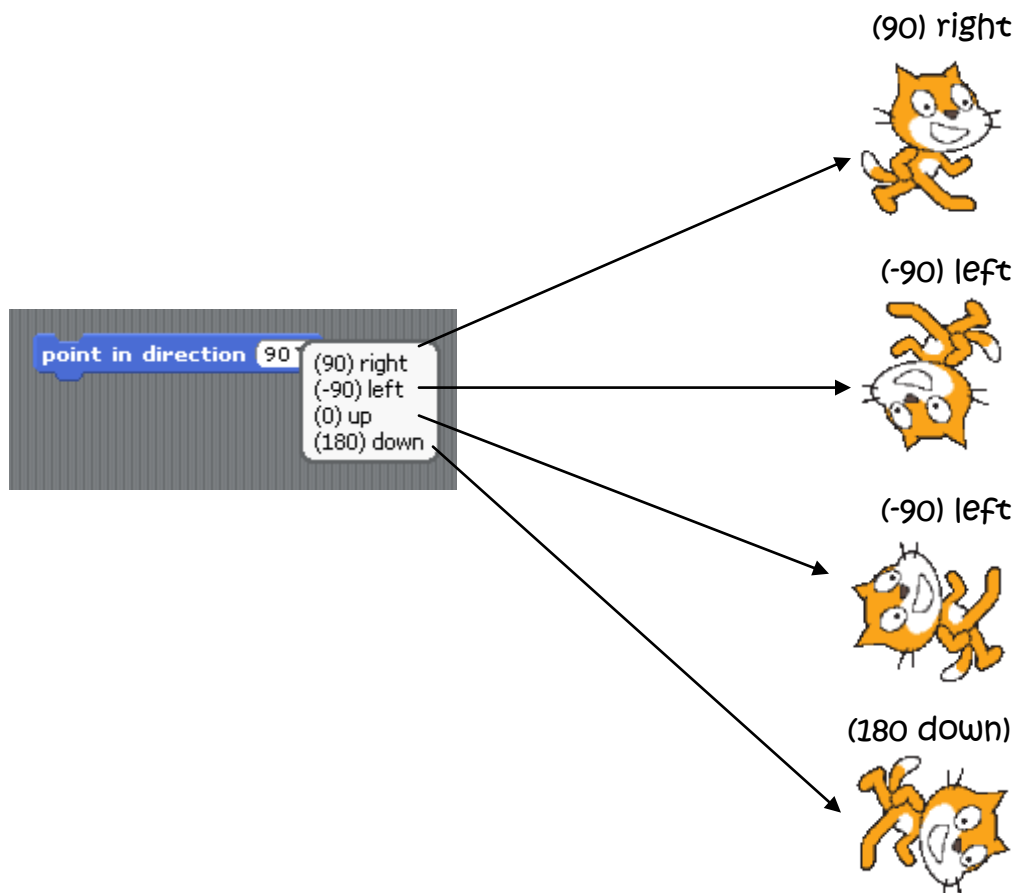 (90) right
(-90) left
point in direction 90
(90) right
(-90) left
(0) up
(180) down
(-90) left
(180 down)